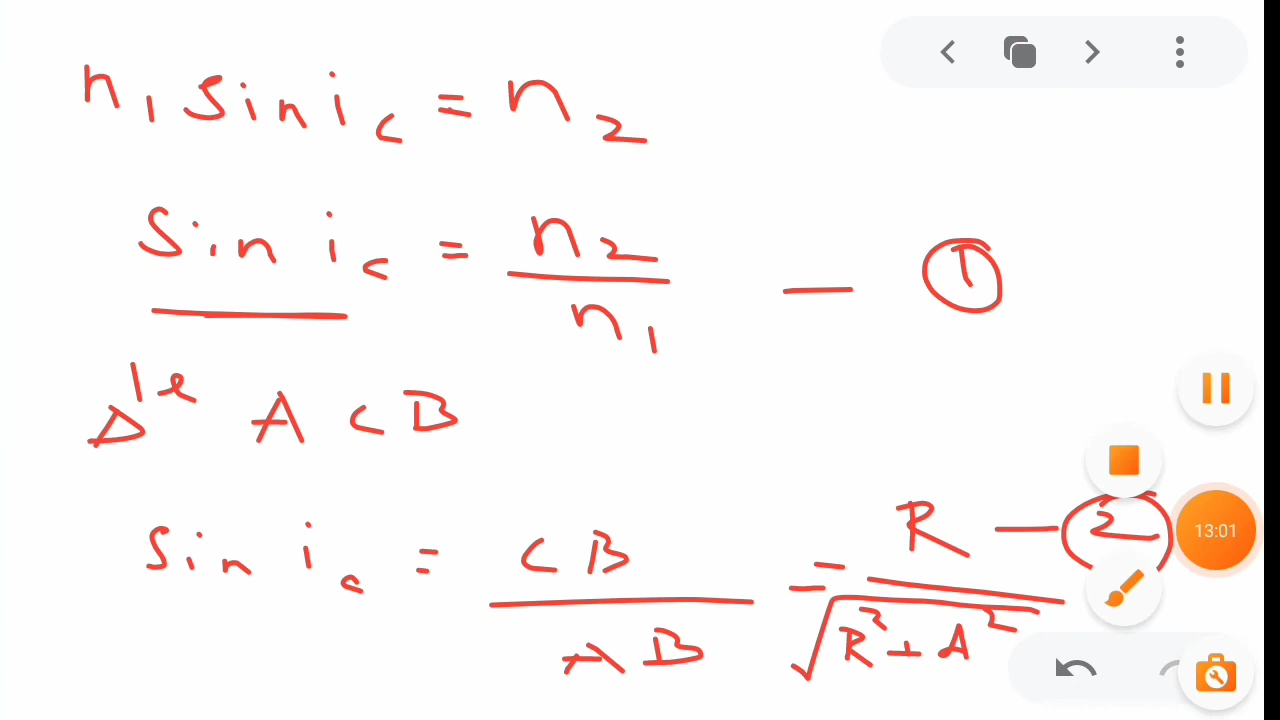 n₁ sin i_c = n₂
Sin i_c = n₂/n₁ — ①
Δle ACB
Sin i_c = CB/AB = R/√(R²+A²) — ②
13:01